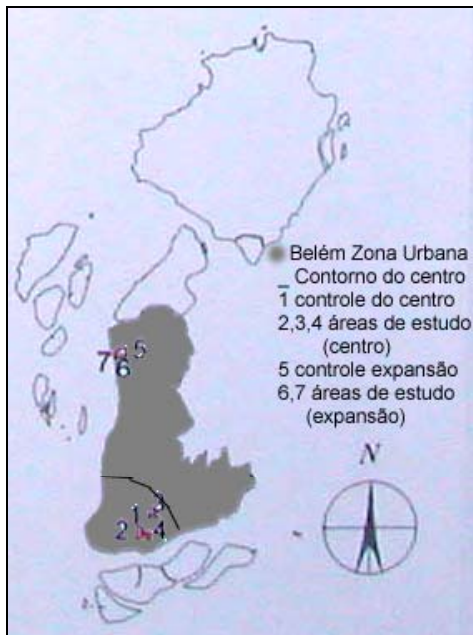 Belém Zona Urbana
_ Contorno do centro
1 controle do centro
2,3,4 áreas de estudo
(centro)
5 controle expansão
6,7 áreas de estudo
(expansão)
7 5
6
N
3
1
2 4